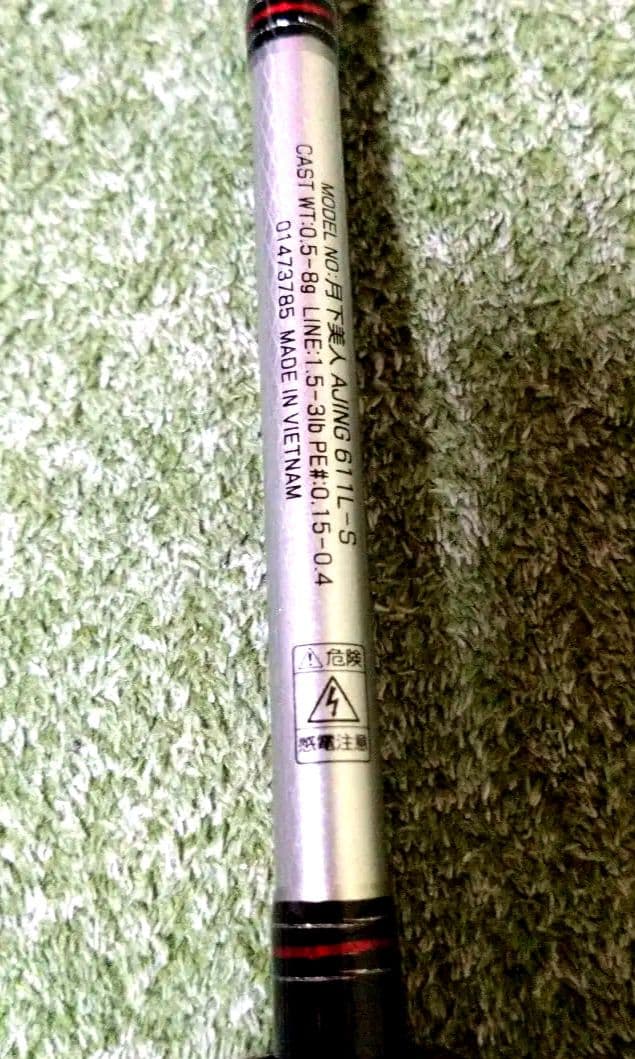 MODEL NO:月下美人 AJING 611L-S
CAST WT:0.5-8g LINE:1.5-3lb PE#:0.15-0.4
01473785 MADE IN VIETNAM
危険
感電注意